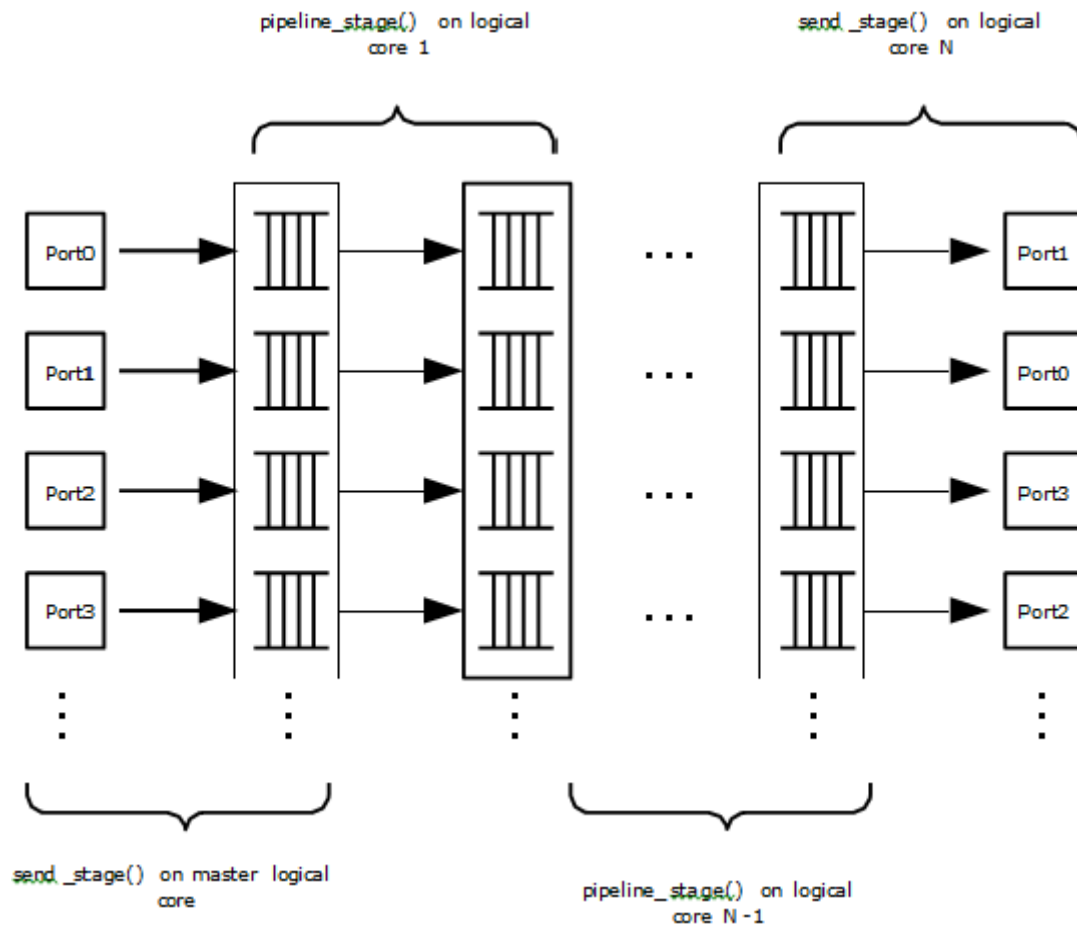 pipeline_stage() on logical
core 1
send _stage() on logical
core N
Port0
Port1
Port1
Port0
Port2
Port3
Port3
Port2
send _stage() on master logical
core
pipeline_stage() on logical
core N-1